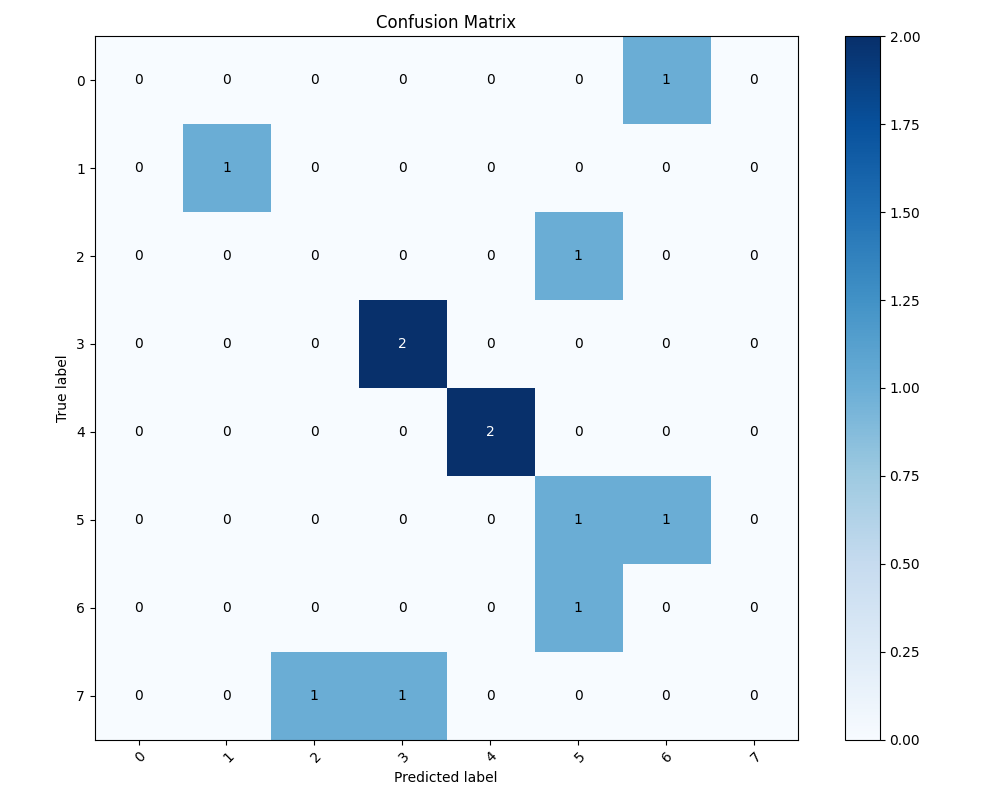 Confusion Matrix
0 0 0 0 0 0 0 1 0
1 0 1 0 0 0 0 0 0
2 0 0 0 0 0 1 0 0
3 0 0 0 2 0 0 0 0
4 0 0 0 0 2 0 0 0
5 0 0 0 0 0 1 1 0
6 0 0 0 0 0 1 0 0
7 0 0 1 1 0 0 0 0
0 1 2 3 4 5 6 7
True label
Predicted label
2.00
1.75
1.50
1.25
1.00
0.75
0.50
0.25
0.00